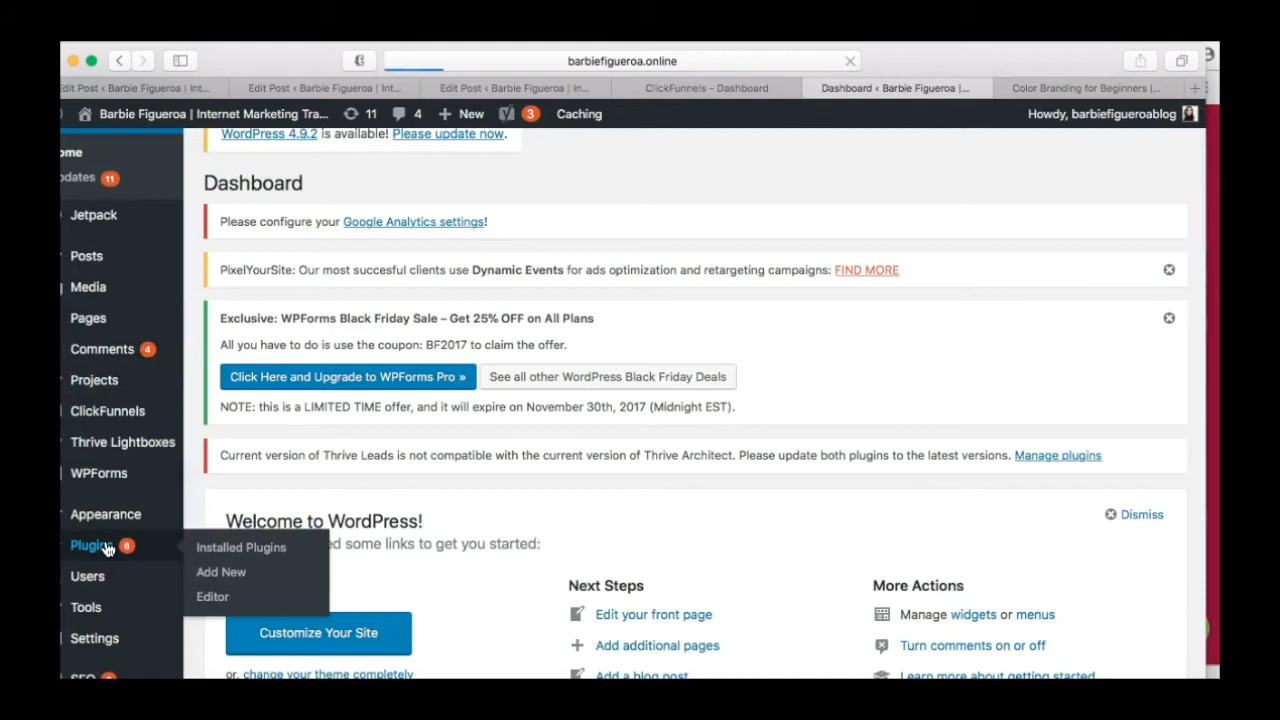 barbiefigueroa.online
Edit Post < Barbie Figueroa | Int...
Edit Post < Barbie Figueroa | Int...
Edit Post < Barbie Figueroa | In...
ClickFunnels - Dashboard
Dashboard < Barbie Figueroa |...
Color Branding for Beginners |...
Barbie Figueroa | Internet Marketing Tra...
11
4
New
3
Caching
Howdy, barbiefigueroablog
WordPress 4.9.2 is available! Please update now.
ome
pdates 11
Jetpack
Posts
Media
Pages
Comments 4
Projects
ClickFunnels
Thrive Lightboxes
WPForms
Appearance
Plugins 6
Users
Tools
Settings
SEO
Installed Plugins
Add New
Editor
Dashboard
Please configure your Google Analytics settings!
PixelYourSite: Our most succesful clients use Dynamic Events for ads optimization and retargeting campaigns: FIND MORE
Exclusive: WPForms Black Friday Sale – Get 25% OFF on All Plans
All you have to do is use the coupon: BF2017 to claim the offer.
Click Here and Upgrade to WPForms Pro »
See all other WordPress Black Friday Deals
NOTE: this is a LIMITED TIME offer, and it will expire on November 30th, 2017 (Midnight EST).
Current version of Thrive Leads is not compatible with the current version of Thrive Architect. Please update both plugins to the latest versions. Manage plugins
Welcome to WordPress!
Dismiss
ed some links to get you started:
Customize Your Site
or, change your theme completely
Next Steps
Edit your front page
Add additional pages
Add a blog post
More Actions
Manage widgets or menus
Turn comments on or off
Learn more about getting started